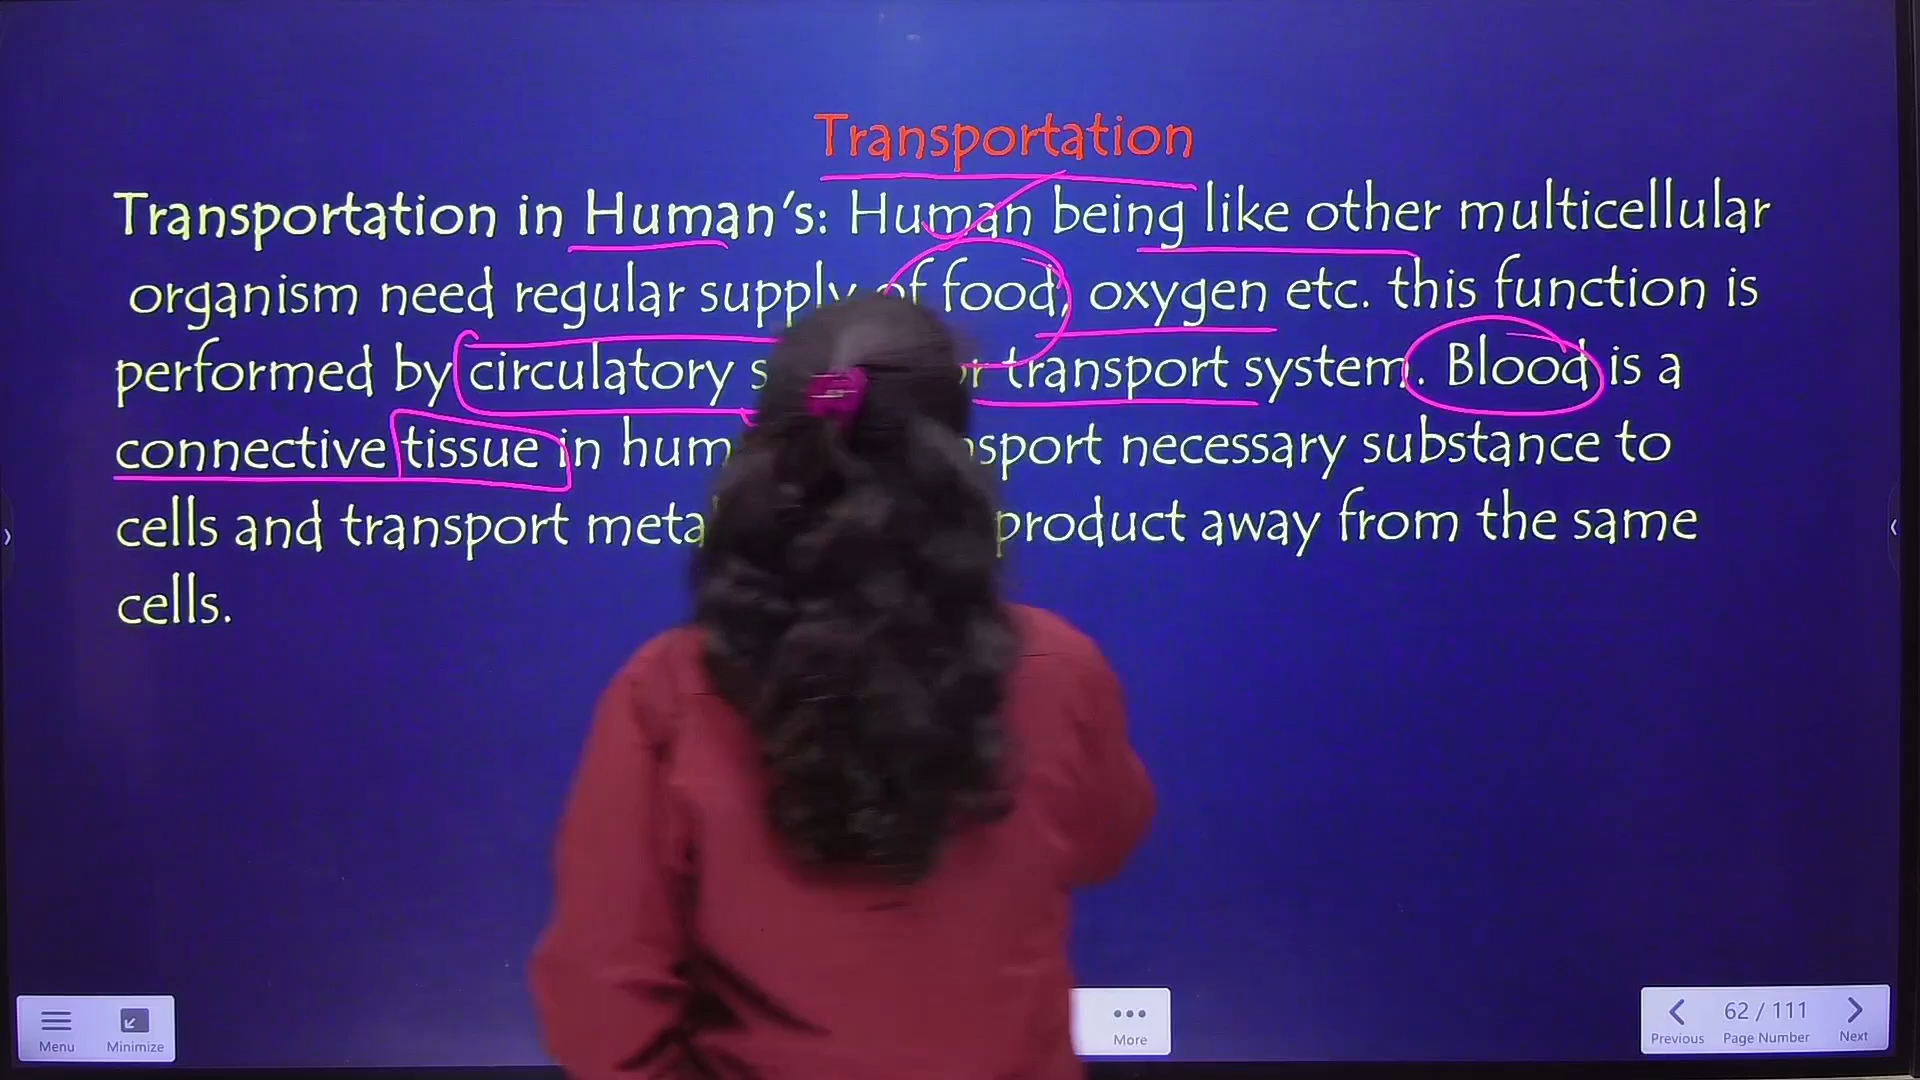 Transportation
Transportation in Human's: Human being like other multicellular
organism need regular supply of food, oxygen etc. this function is
performed by circulatory transport system. Blood is a
connective tissue in necessary substance to
cells and transport product away from the same
cells.
Menu
Minimize
More
Previous
62 / 111
Page Number
Next